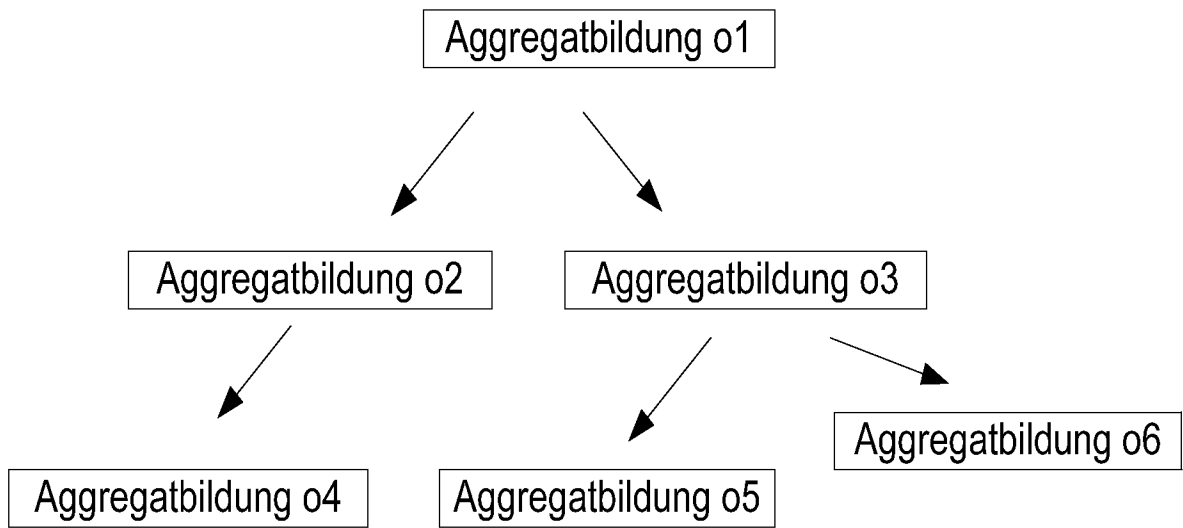 Aggregatbildung o1
Aggregatbildung o2
Aggregatbildung o3
Aggregatbildung o6
Aggregatbildung o4
Aggregatbildung o5